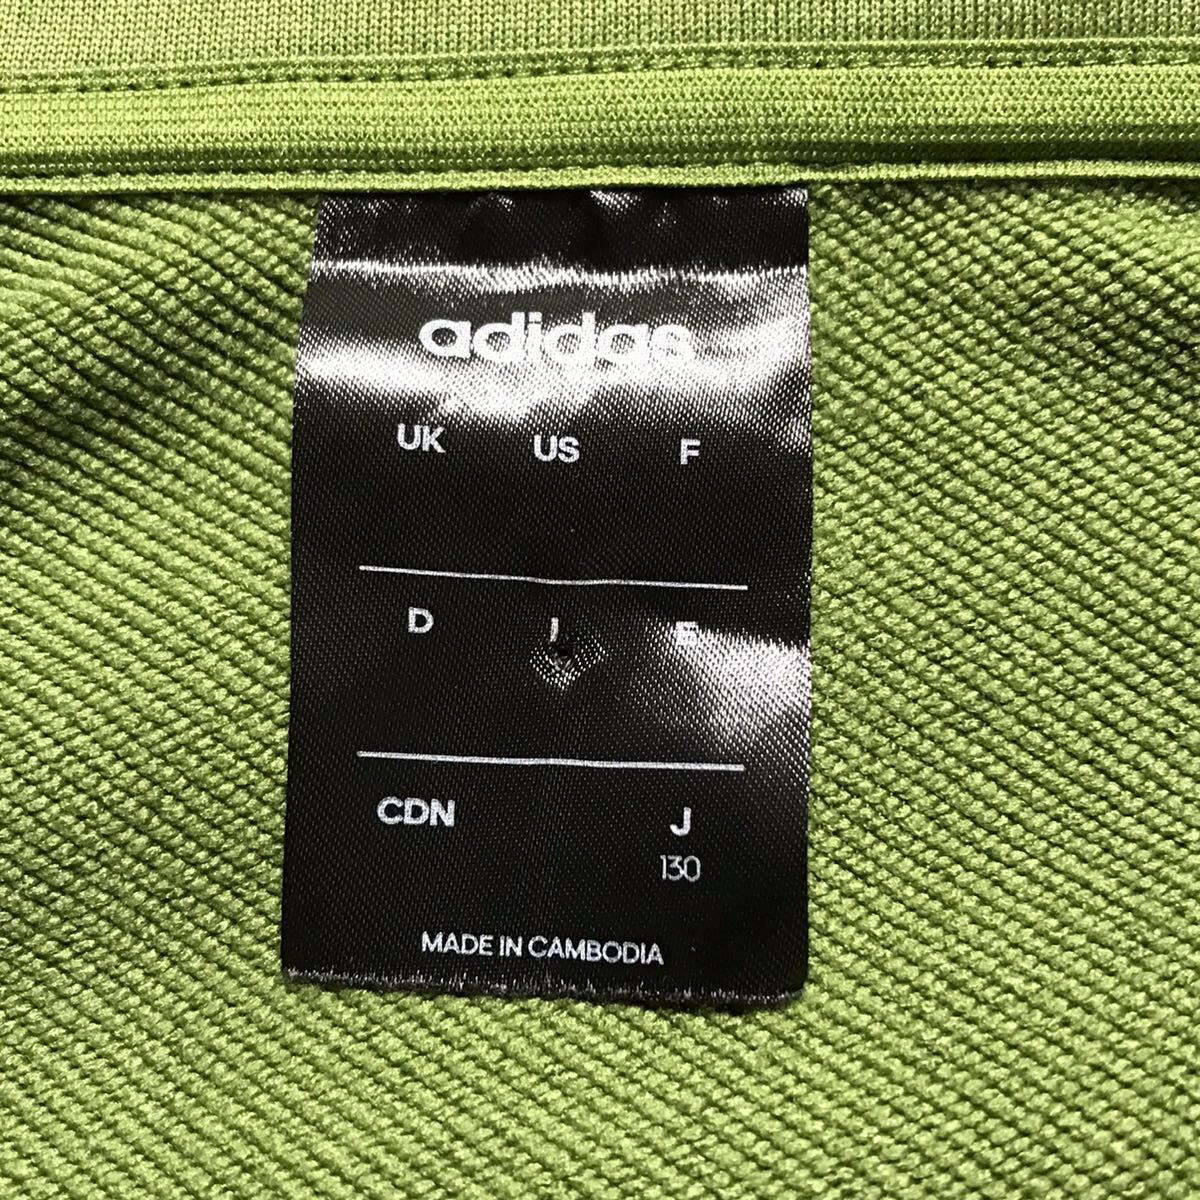 adidas
UK US F
D I E
CDN J
130
MADE IN CAMBODIA